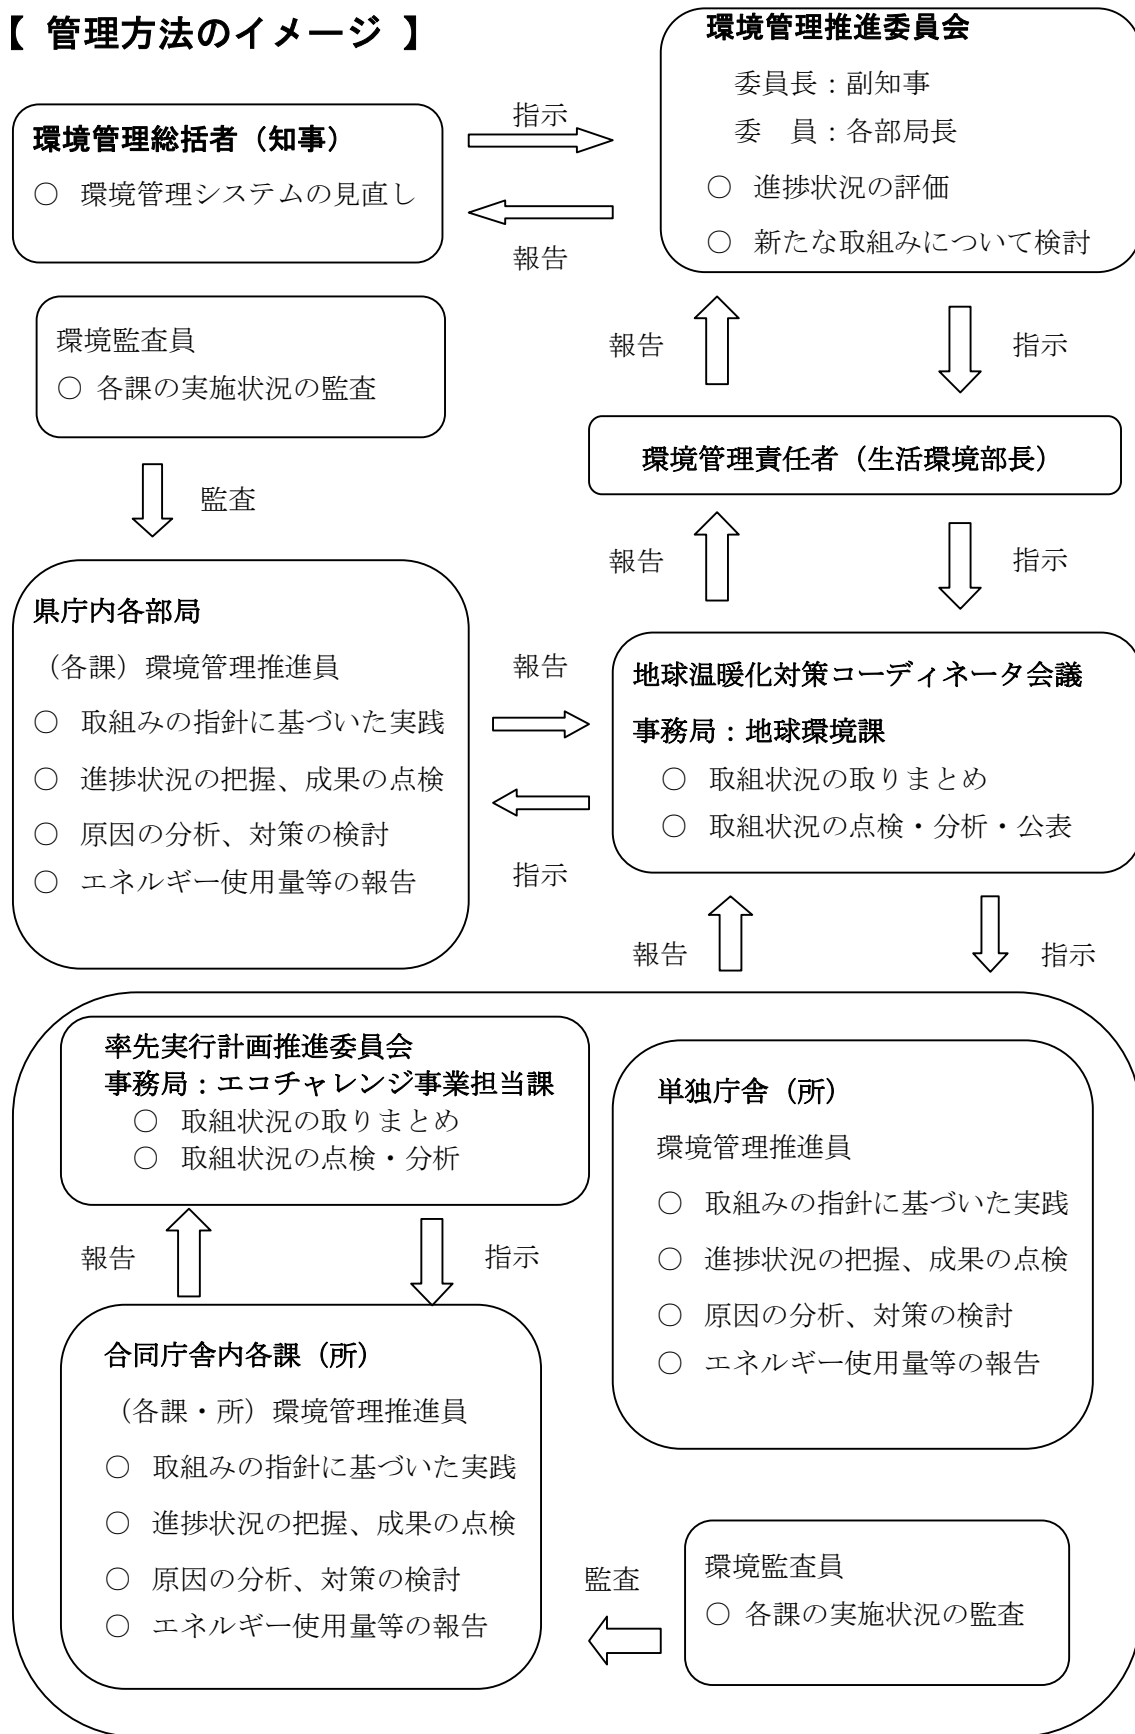 【 管理方法のイメージ 】
環境管理推進委員会
委員長：副知事
委　員：各部局長
○ 進捗状況の評価
○ 新たな取組みについて検討
指示
環境管理総括者（知事）
○ 環境管理システムの見直し
報告
環境監査員
○ 各課の実施状況の監査
報告
指示
環境管理責任者（生活環境部長）
監査
報告
指示
県庁内各部局
（各課）環境管理推進員
○ 取組みの指針に基づいた実践
○ 進捗状況の把握、成果の点検
○ 原因の分析、対策の検討
○ エネルギー使用量等の報告
報告
指示
地球温暖化対策コーディネータ会議
事務局：地球環境課
○ 取組状況の取りまとめ
○ 取組状況の点検・分析・公表
報告
指示
率先実行計画推進委員会
事務局：エコチャレンジ事業担当課
○ 取組状況の取りまとめ
○ 取組状況の点検・分析
報告
指示
単独庁舎（所）
環境管理推進員
○ 取組みの指針に基づいた実践
○ 進捗状況の把握、成果の点検
○ 原因の分析、対策の検討
○ エネルギー使用量等の報告
合同庁舎内各課（所）
（各課・所）環境管理推進員
○ 取組みの指針に基づいた実践
○ 進捗状況の把握、成果の点検
○ 原因の分析、対策の検討
○ エネルギー使用量等の報告
監査
環境監査員
○ 各課の実施状況の監査